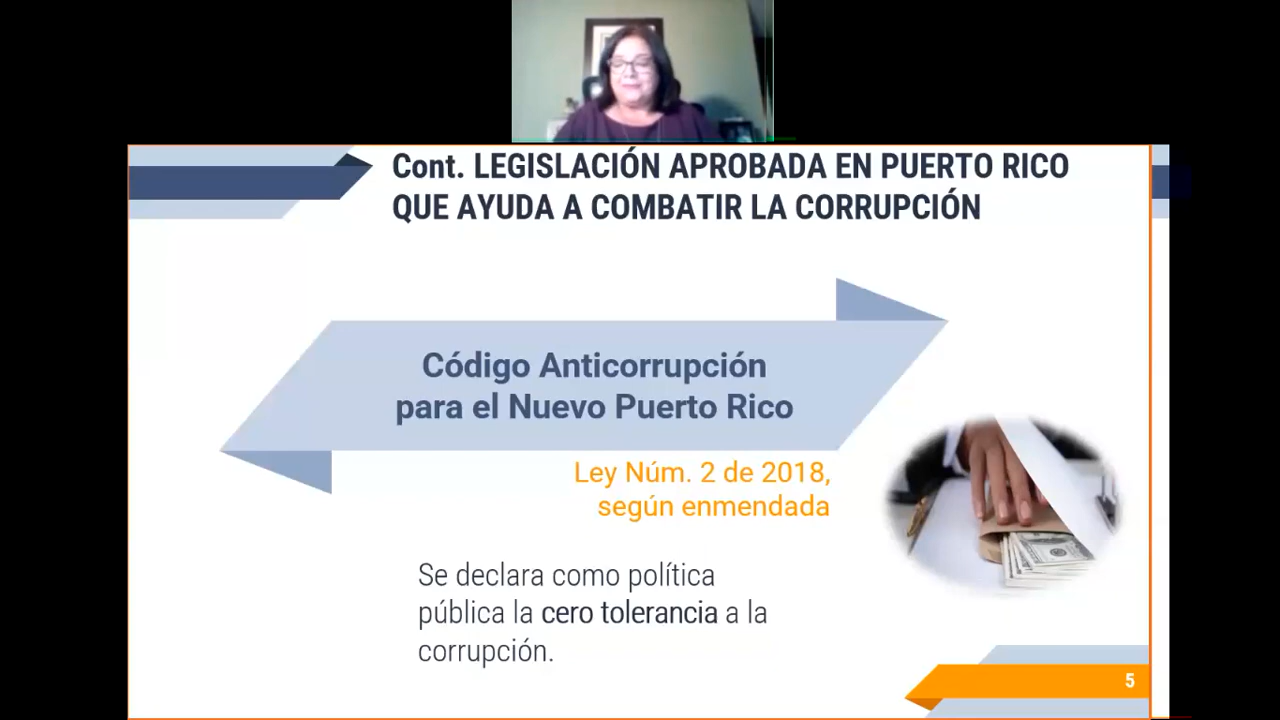 Cont. LEGISLACIÓN APROBADA EN PUERTO RICO
QUE AYUDA A COMBATIR LA CORRUPCIÓN
Código Anticorrupción
para el Nuevo Puerto Rico
Ley Núm. 2 de 2018,
según enmendada
Se declara como política
pública la cero tolerancia a la
corrupción.
5